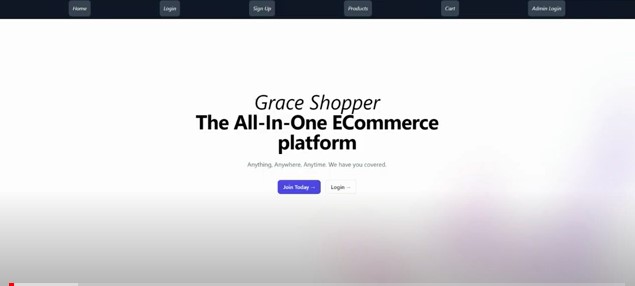 Home Login Sign Up Products Cart Admin Login
Grace Shopper
The All-In-One ECommerce
platform
Anything, Anywhere, Anytime. We have you covered.
Join Today → Login →